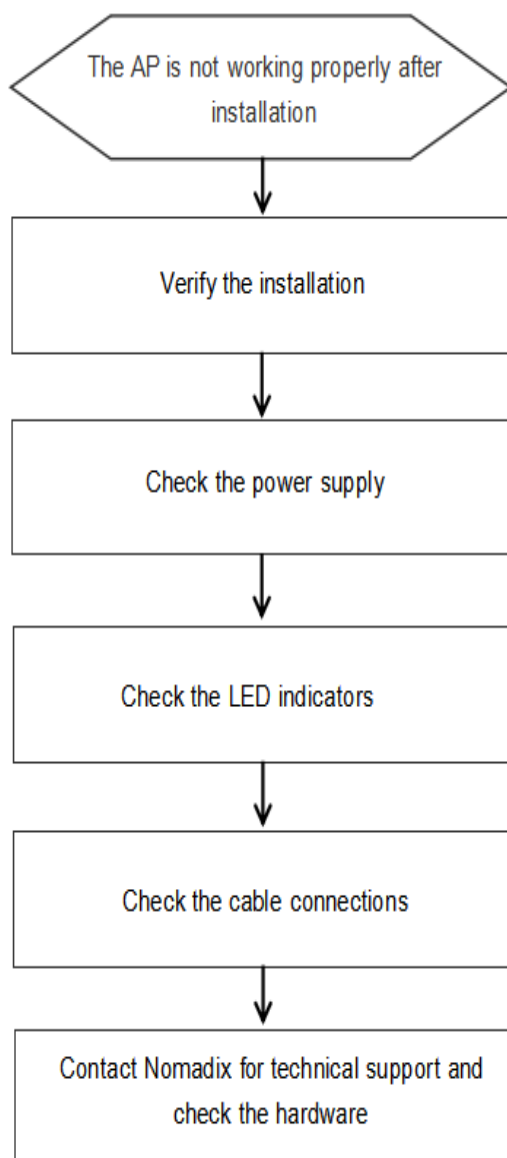 The AP is not working properly after
installation
Verify the installation
Check the power supply
Check the LED indicators
Check the cable connections
Contact Nomadix for technical support and
check the hardware